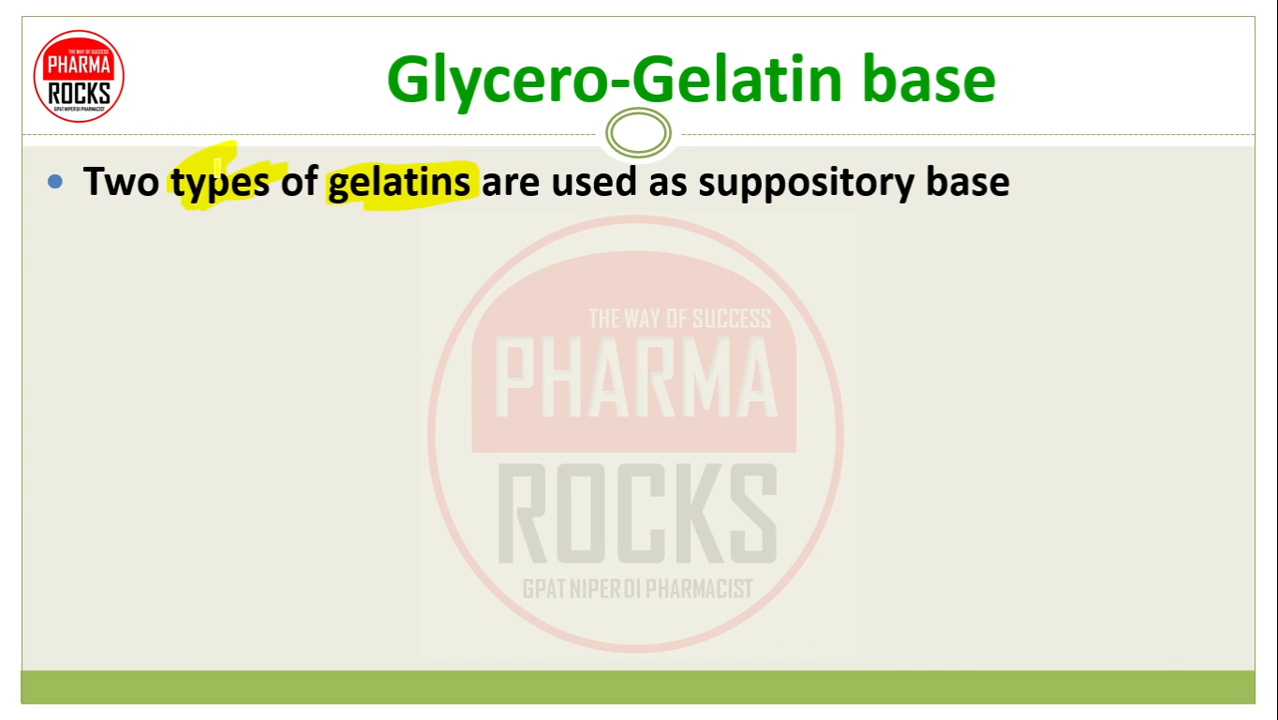 THE WAY OF SUCCESS
PHARMA
ROCKS
GPAT NIPER DI PHARMACIST
Glycero-Gelatin base
• Two types of gelatins are used as suppository base
THE WAY OF SUCCESS
PHARMA
ROCKS
GPAT NIPER DI PHARMACIST